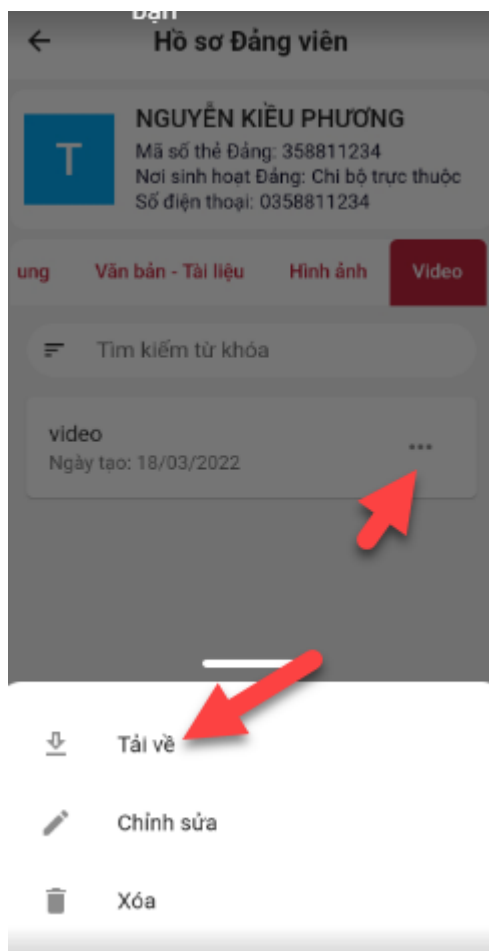 bạn
Hồ sơ Đảng viên
T
NGUYỄN KIỀU PHƯƠNG
Mã số thẻ Đảng: 358811234
Nơi sinh hoạt Đảng: Chi bộ trực thuộc
Số điện thoại: 0358811234
ung Văn bản - Tài liệu Hình ảnh Video
Tìm kiếm từ khóa
video
Ngày tạo: 18/03/2022
Tải về
Chỉnh sửa
Xóa